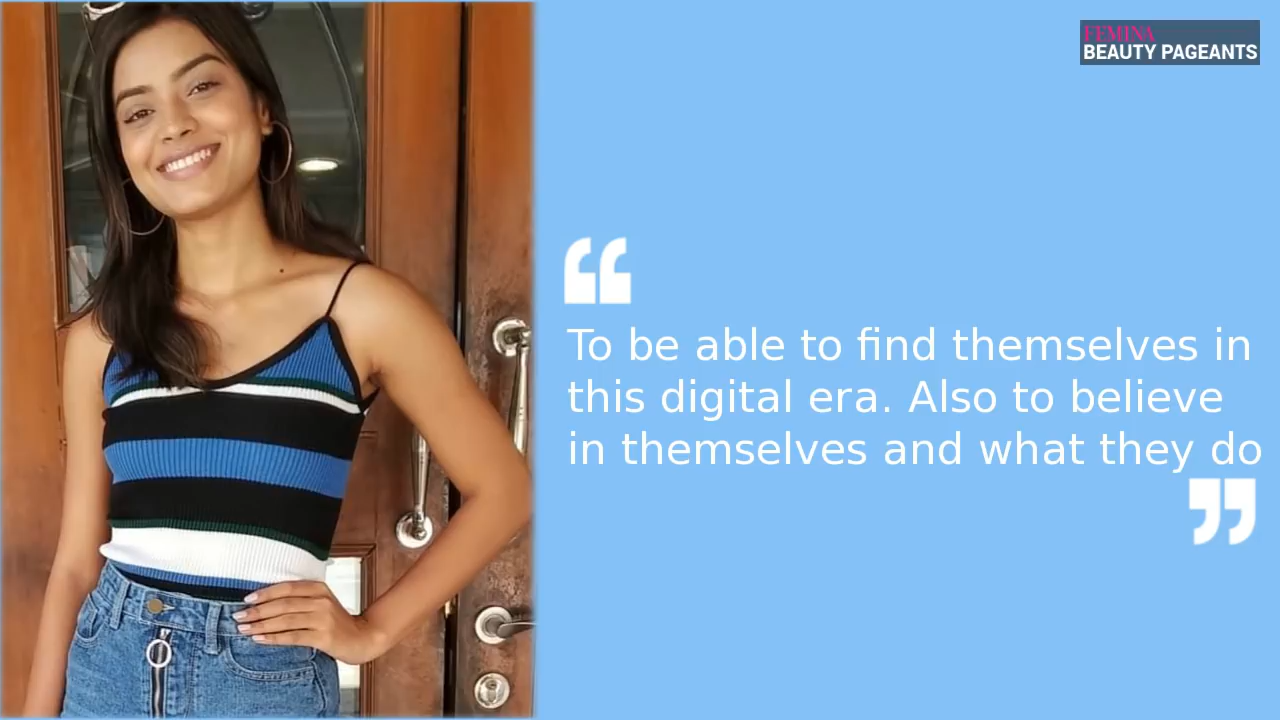 FEMINA
BEAUTY PAGEANTS
“
To be able to find themselves in
this digital era. Also to believe
in themselves and what they do
”